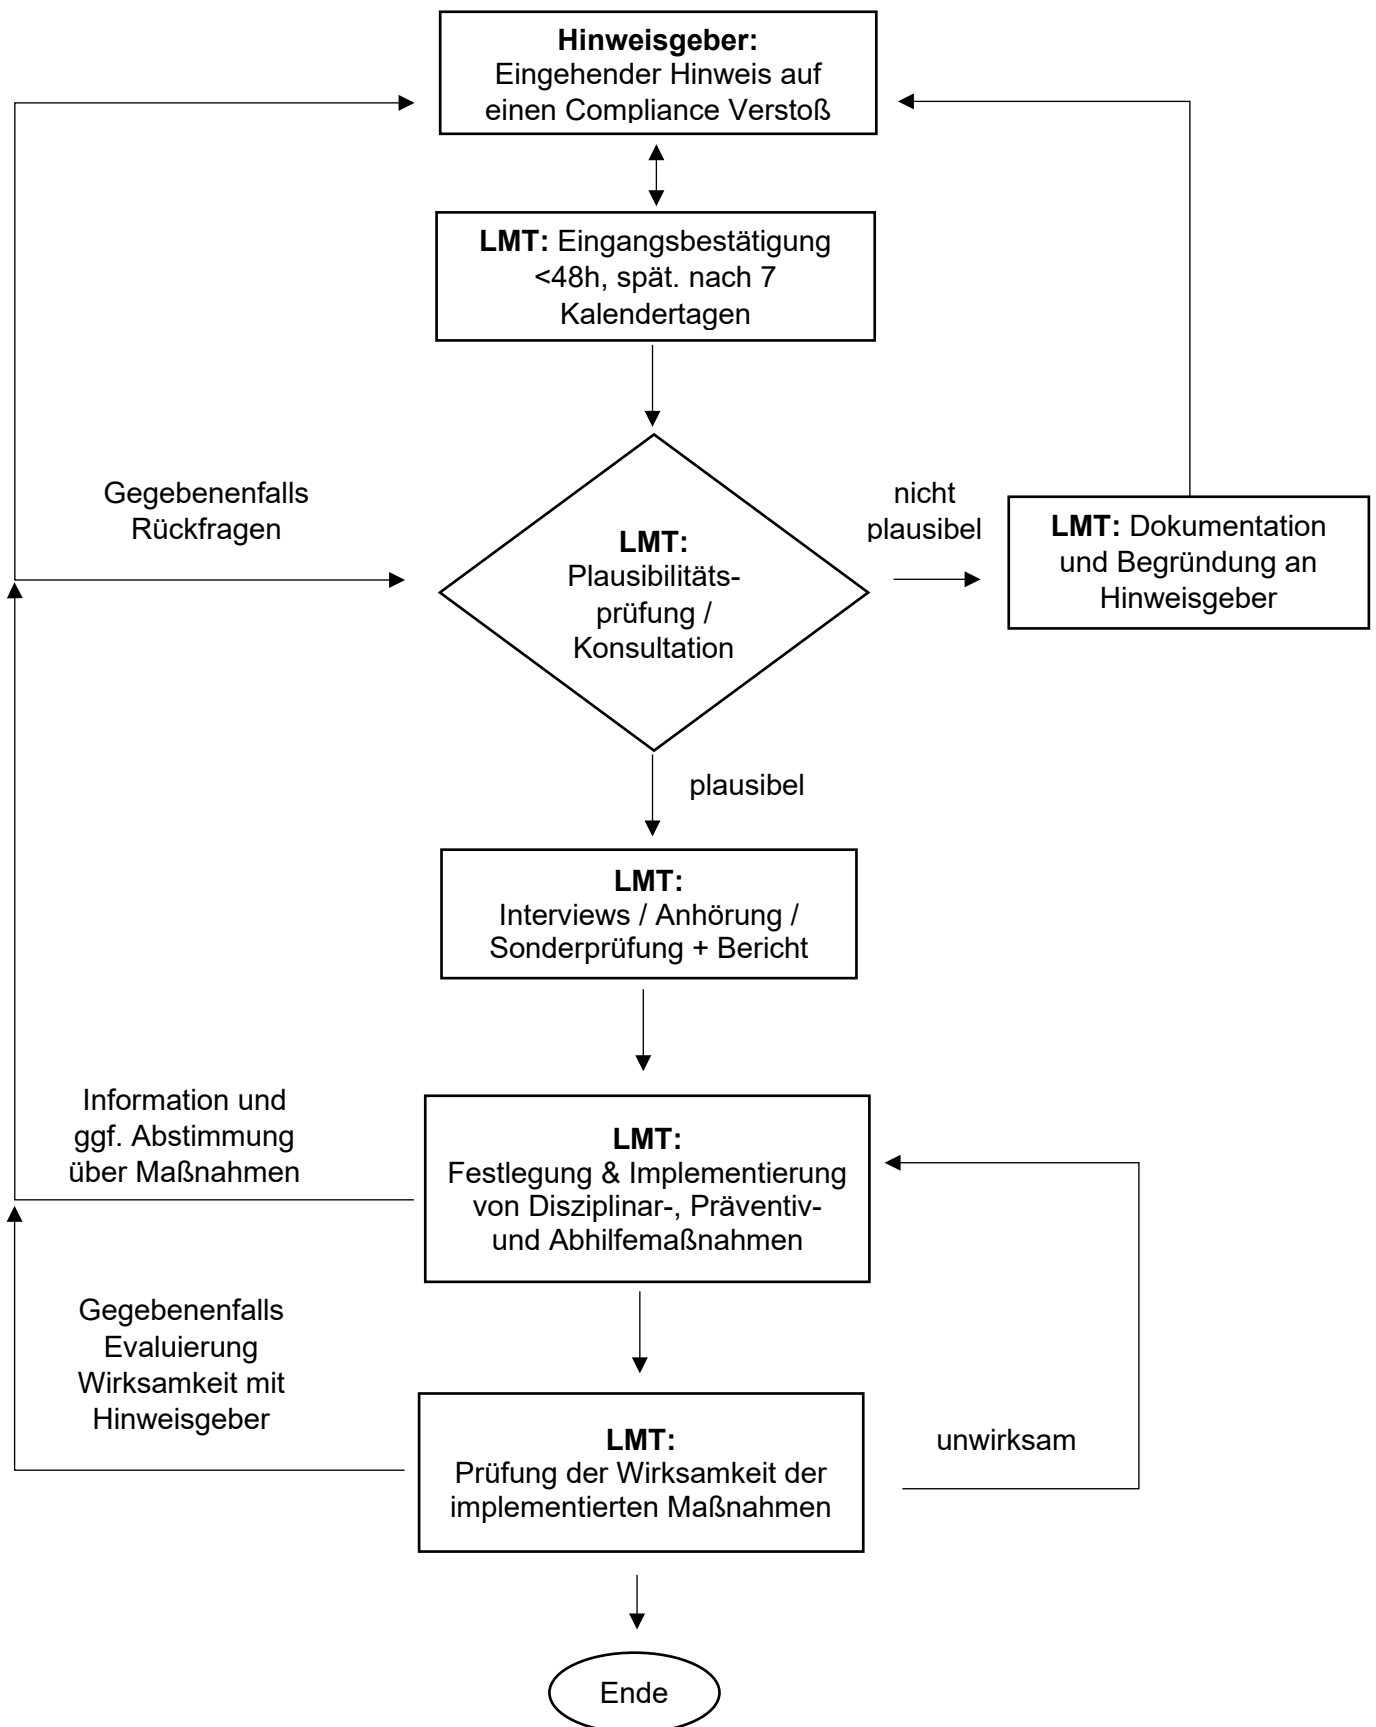 Hinweisgeber:
Eingehender Hinweis auf
einen Compliance Verstoß
LMT: Eingangsbestätigung
<48h, spät. nach 7
Kalendertagen
Gegebenenfalls
Rückfragen
LMT:
Plausibilitäts-
prüfung /
Konsultation
nicht
plausibel
LMT: Dokumentation
und Begründung an
Hinweisgeber
plausibel
LMT:
Interviews / Anhörung /
Sonderprüfung + Bericht
Information und
ggf. Abstimmung
über Maßnahmen
LMT:
Festlegung & Implementierung
von Disziplinar-, Präventiv-
und Abhilfemaßnahmen
Gegebenenfalls
Evaluierung
Wirksamkeit mit
Hinweisgeber
LMT:
Prüfung der Wirksamkeit der
implementierten Maßnahmen
unwirksam
Ende